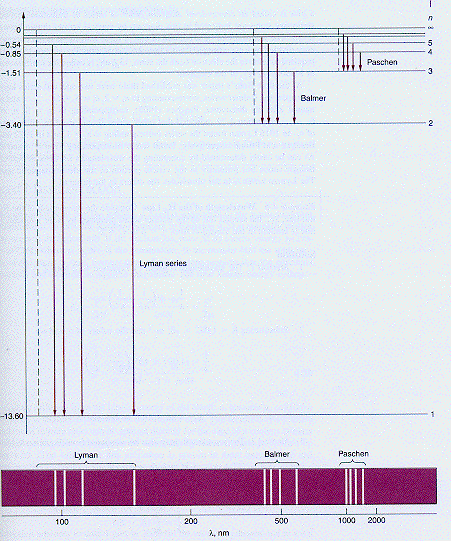 n
0 ∞
-0.54 5
-0.85 4
Paschen
-1.51 3
Balmer
-3.40 2
Lyman series
-13.60 1
Lyman Balmer Paschen
100 200 500 1000 2000
λ, nm